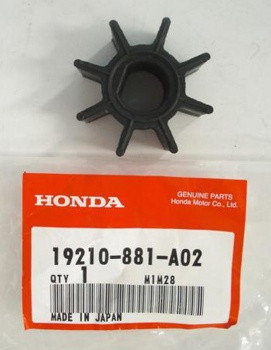 GENUINE PARTS
HONDA
Honda Motor Co., Ltd.
19210-881-A02
QTY 1 M1M28
MADE IN JAPAN